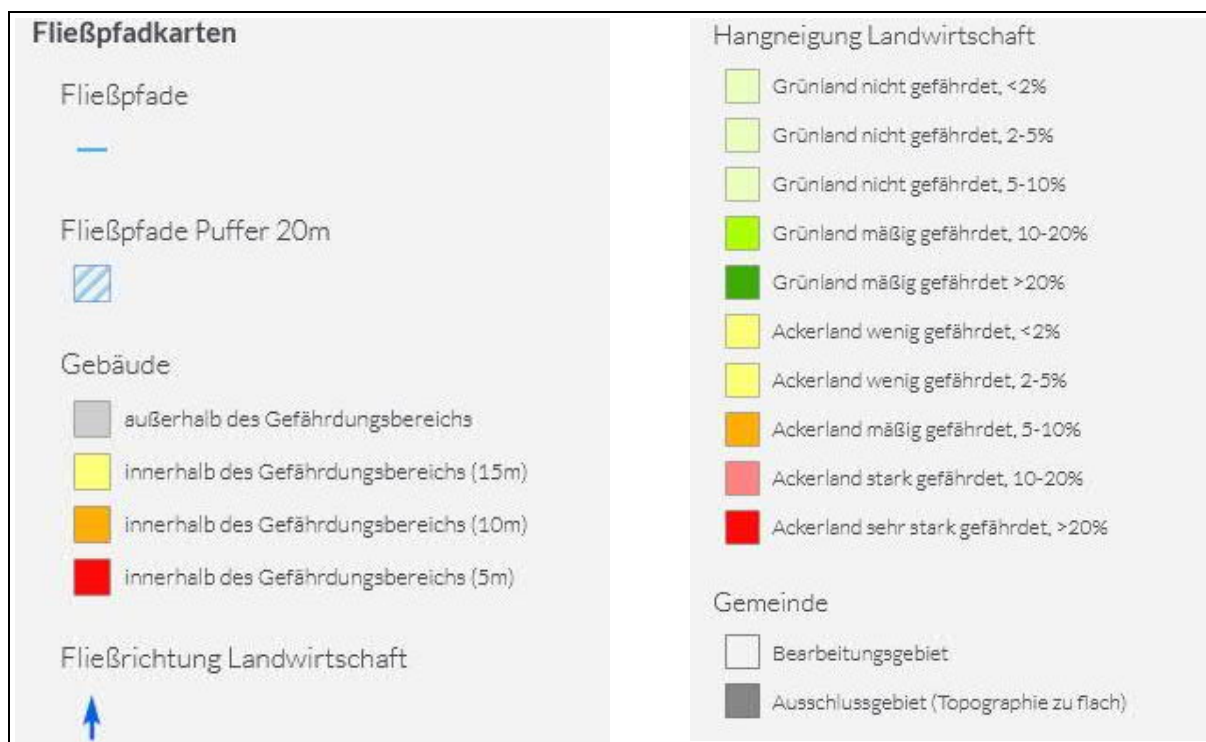 Fließpfadkarten
Fließpfade
Fließpfade Puffer 20m
Gebäude
außerhalb des Gefährdungsbereichs
innerhalb des Gefährdungsbereichs (15m)
innerhalb des Gefährdungsbereichs (10m)
innerhalb des Gefährdungsbereichs (5m)
Fließrichtung Landwirtschaft
Hangneigung Landwirtschaft
Grünland nicht gefährdet, <2%
Grünland nicht gefährdet, 2-5%
Grünland nicht gefährdet, 5-10%
Grünland mäßig gefährdet, 10-20%
Grünland mäßig gefährdet >20%
Ackerland wenig gefährdet, <2%
Ackerland wenig gefährdet, 2-5%
Ackerland mäßig gefährdet, 5-10%
Ackerland stark gefährdet, 10-20%
Ackerland sehr stark gefährdet, >20%
Gemeinde
Bearbeitungsgebiet
Ausschlussgebiet (Topographie zu flach)